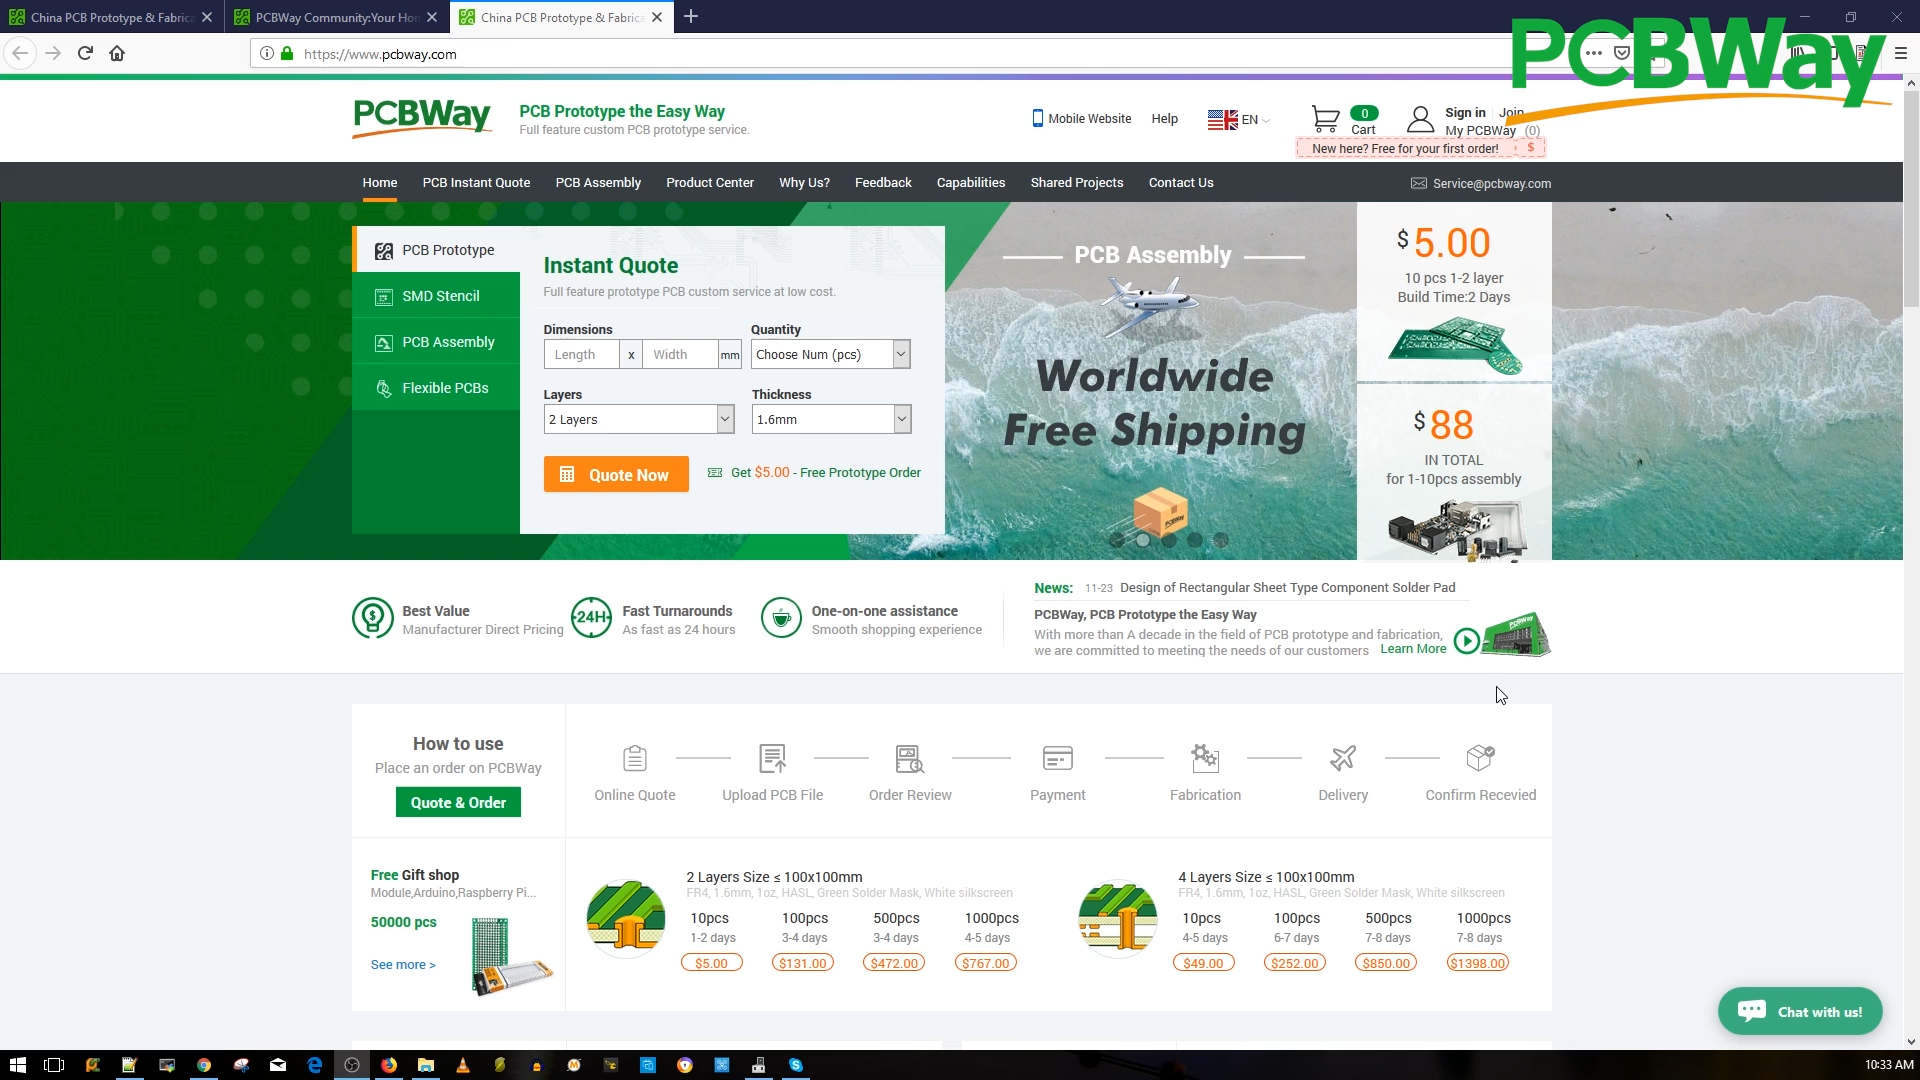 China PCB Prototype & Fabrica
PCBWay Community:Your Hom
China PCB Prototype & Fabrica
https://www.pcbway.com
PCBWay
PCBWay
PCB Prototype the Easy Way
Full feature custom PCB prototype service.
Mobile Website
Help
EN
0
Cart
Sign in
Join
My PCBWay (0)
New here? Free for your first order!
$
Home
PCB Instant Quote
PCB Assembly
Product Center
Why Us?
Feedback
Capabilities
Shared Projects
Contact Us
Service@pcbway.com
PCB Prototype
SMD Stencil
PCB Assembly
Flexible PCBs
Instant Quote
Full feature prototype PCB custom service at low cost.
Dimensions
Quantity
Length
x
Width
mm
Choose Num (pcs)
Layers
Thickness
2 Layers
1.6mm
Quote Now
Get $5.00 - Free Prototype Order
PCB Assembly
Worldwide
Free Shipping
PCBWay
$ 5.00
10 pcs 1-2 layer
Build Time:2 Days
$ 88
IN TOTAL
for 1-10pcs assembly
Best Value
Manufacturer Direct Pricing
24H
Fast Turnarounds
As fast as 24 hours
One-on-one assistance
Smooth shopping experience
News: 11-23 Design of Rectangular Sheet Type Component Solder Pad
PCBWay, PCB Prototype the Easy Way
With more than A decade in the field of PCB prototype and fabrication,
we are committed to meeting the needs of our customers Learn More
PCBWay
How to use
Place an order on PCBWay
Quote & Order
Online Quote
Upload PCB File
Order Review
Payment
Fabrication
Delivery
Confirm Recevied
Free Gift shop
Module,Arduino,Raspberry Pi...
50000 pcs
See more >
2 Layers Size ≤ 100x100mm
FR4, 1.6mm, 1oz, HASL, Green Solder Mask, White silkscreen
10pcs 100pcs 500pcs 1000pcs
1-2 days 3-4 days 3-4 days 4-5 days
$5.00 $131.00 $472.00 $767.00
4 Layers Size ≤ 100x100mm
FR4, 1.6mm, 1oz, HASL, Green Solder Mask, White silkscreen
10pcs 100pcs 500pcs 1000pcs
4-5 days 6-7 days 7-8 days 7-8 days
$49.00 $252.00 $850.00 $1398.00
Chat with us!
10:33 AM